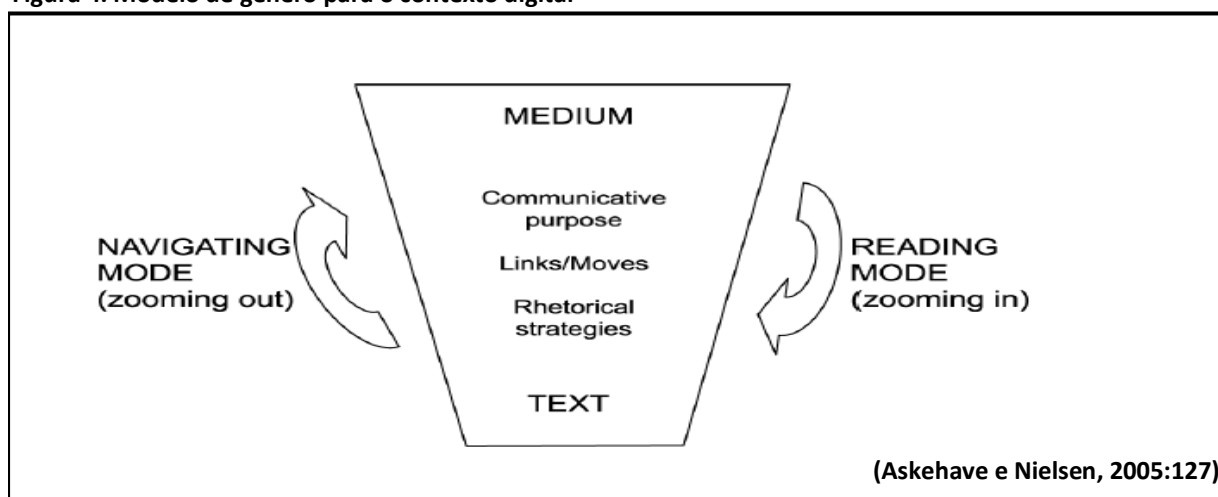 Figura 4: Modelo de gênero para o contexto digital
MEDIUM
Communicative
purpose
Links/Moves
Rhetorical
strategies
TEXT
NAVIGATING
MODE
(zooming out)
READING
MODE
(zooming in)
(Askehave e Nielsen, 2005:127)